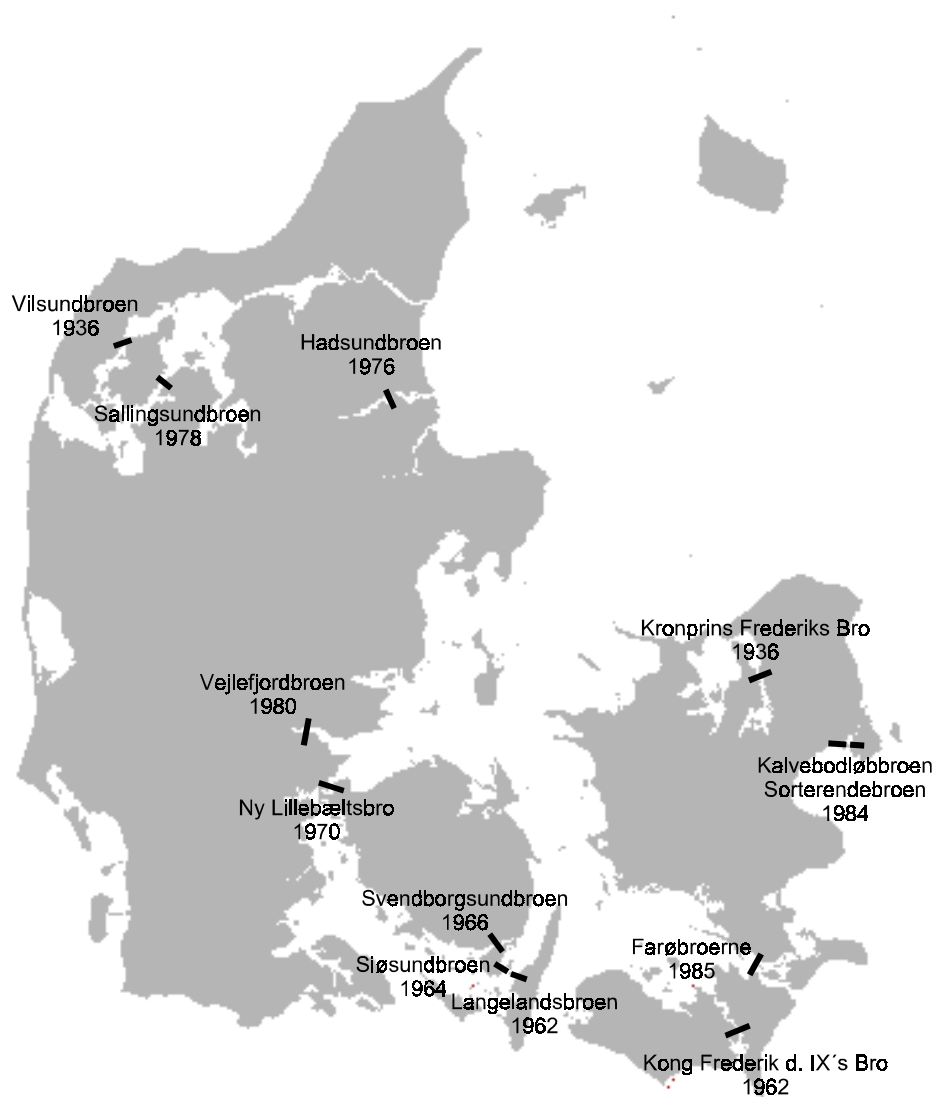 Vilsundbroen
1936
Hadsundbroen
1976
Sallingsundbroen
1978
Kronprins Frederiks Bro
1936
Vejlefjordbroen
1980
Kalvebodløbbroen
Sorterendebroen
1984
Ny Lillebæltsbro
1970
Svendborgsundbroen
1966
Farøbroerne
1985
Siøsundbroen
1964
Langelandsbroen
1962
Kong Frederik d. IX´s Bro
1962